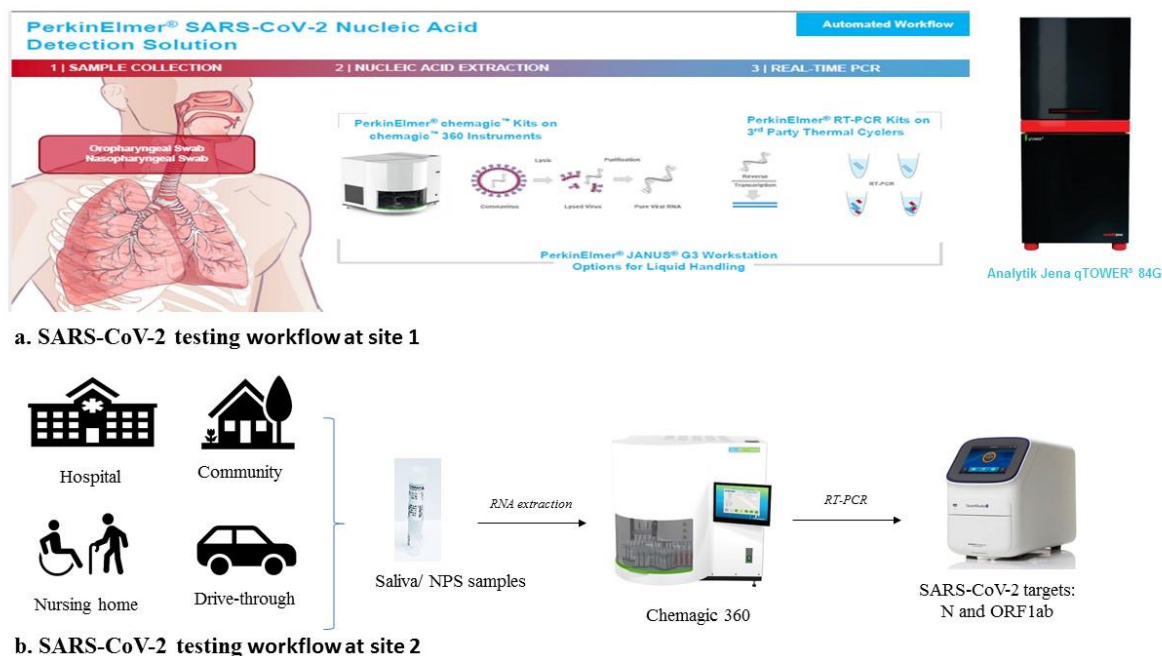 PerkinElmer® SARS-CoV-2 Nucleic Acid
Detection Solution
Automated Workflow
1 | SAMPLE COLLECTION
2 | NUCLEIC ACID EXTRACTION
3 | REAL-TIME PCR
Oropharyngeal Swab
Nasopharyngeal Swab
PerkinElmer® chemagic™ Kits on
chemagic™ 360 Instruments
Lysis
Purification
Coronavirus
Lysed Virus
Pure Viral RNA
PerkinElmer® RT-PCR Kits on
3rd Party Thermal Cyclers
Reverse
Transcription
RT-PCR
PerkinElmer® JANUS® G3 Workstation
Options for Liquid Handling
Analytik Jena qTOWER³ 84G
a. SARS-CoV-2 testing workflow at site 1
Hospital
Community
Nursing home
Drive-through
Saliva/ NPS samples
RNA extraction
Chemagic 360
RT-PCR
SARS-CoV-2 targets:
N and ORF1ab
b. SARS-CoV-2 testing workflow at site 2